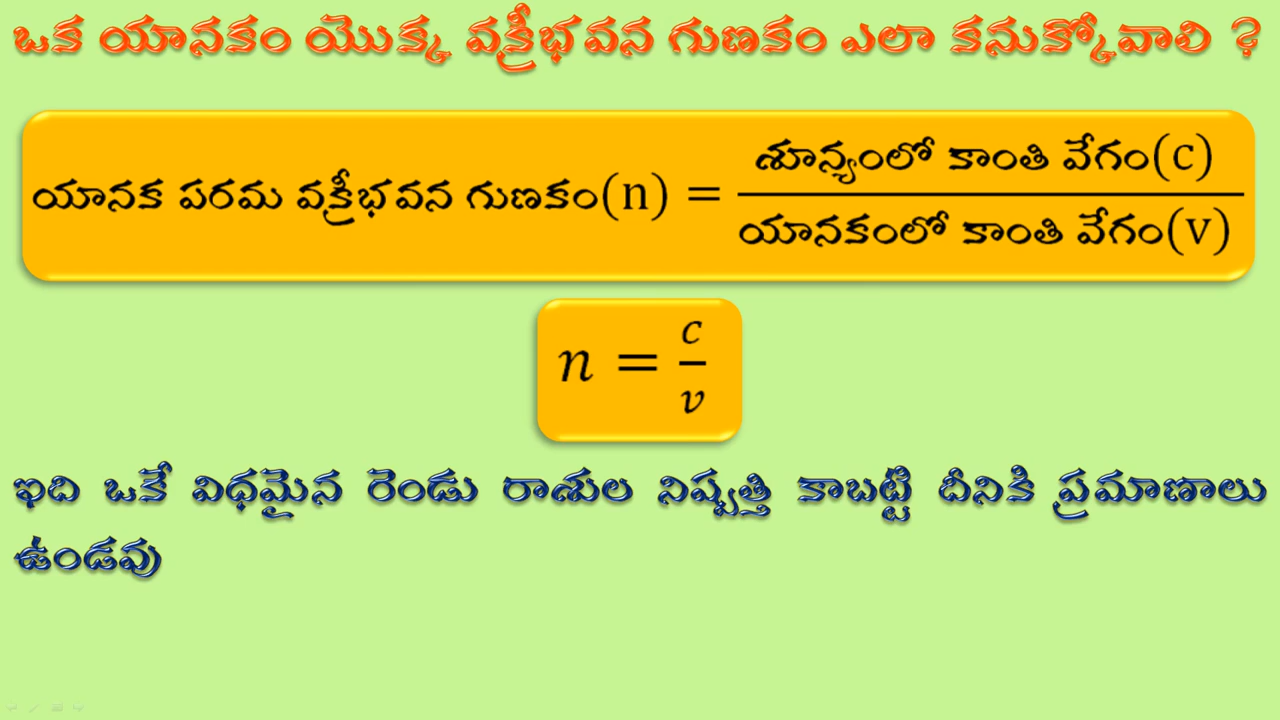 ఒక యానకం యొక్క వక్రీభవన గుణకం ఎలా కనుక్కోవాలి ?
యానక పరమ వక్రీభవన గుణకం(n) = శూన్యంలో కాంతి వేగం(c) / యానకంలో కాంతి వేగం(v)
n = c / v
ఇది ఒకే విధమైన రెండు రాశుల నిష్పత్తి కాబట్టి దీనికి ప్రమాణాలు
ఉండవు